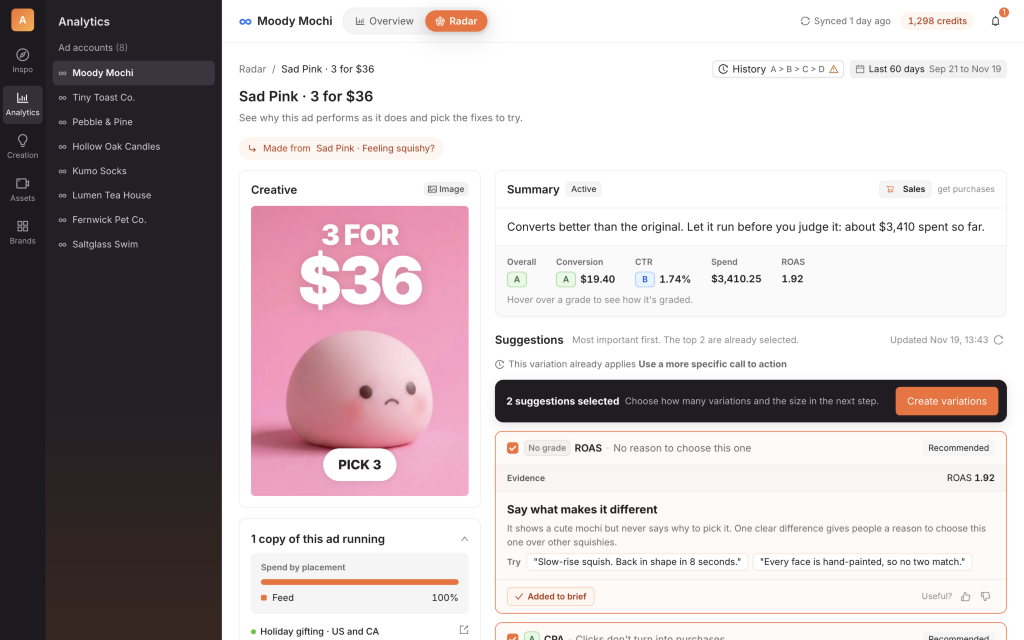 A
Inspo
Analytics
Creation
Assets
Brands
Analytics
Ad accounts (8)
Moody Mochi
Tiny Toast Co.
Pebble & Pine
Hollow Oak Candles
Kumo Socks
Lumen Tea House
Fernwick Pet Co.
Saltglass Swim
Moody Mochi
Overview
Radar
Synced 1 day ago
1,298 credits
1
Radar / Sad Pink · 3 for $36
History A > B > C > D
Last 60 days Sep 21 to Nov 19
Sad Pink · 3 for $36
See why this ad performs as it does and pick the fixes to try.
Made from Sad Pink · Feeling squishy?
Creative
Image
3 FOR
$36
PICK 3
1 copy of this ad running
Spend by placement
Feed 100%
Holiday gifting · US and CA
Summary Active
Sales get purchases
Converts better than the original. Let it run before you judge it: about $3,410 spent so far.
Overall Conversion CTR Spend ROAS
A A $19.40 B 1.74% $3,410.25 1.92
Hover over a grade to see how it's graded.
Suggestions Most important first. The top 2 are already selected.
Updated Nov 19, 13:43
This variation already applies Use a more specific call to action
2 suggestions selected Choose how many variations and the size in the next step.
Create variations
No grade ROAS · No reason to choose this one
Recommended
Evidence ROAS 1.92
Say what makes it different
It shows a cute mochi but never says why to pick it. One clear difference gives people a reason to choose this
one over other squishies.
Try "Slow-rise squish. Back in shape in 8 seconds." "Every face is hand-painted, so no two match."
Added to brief
Useful?
A CPA · Clicks don't turn into purchases
Recommended